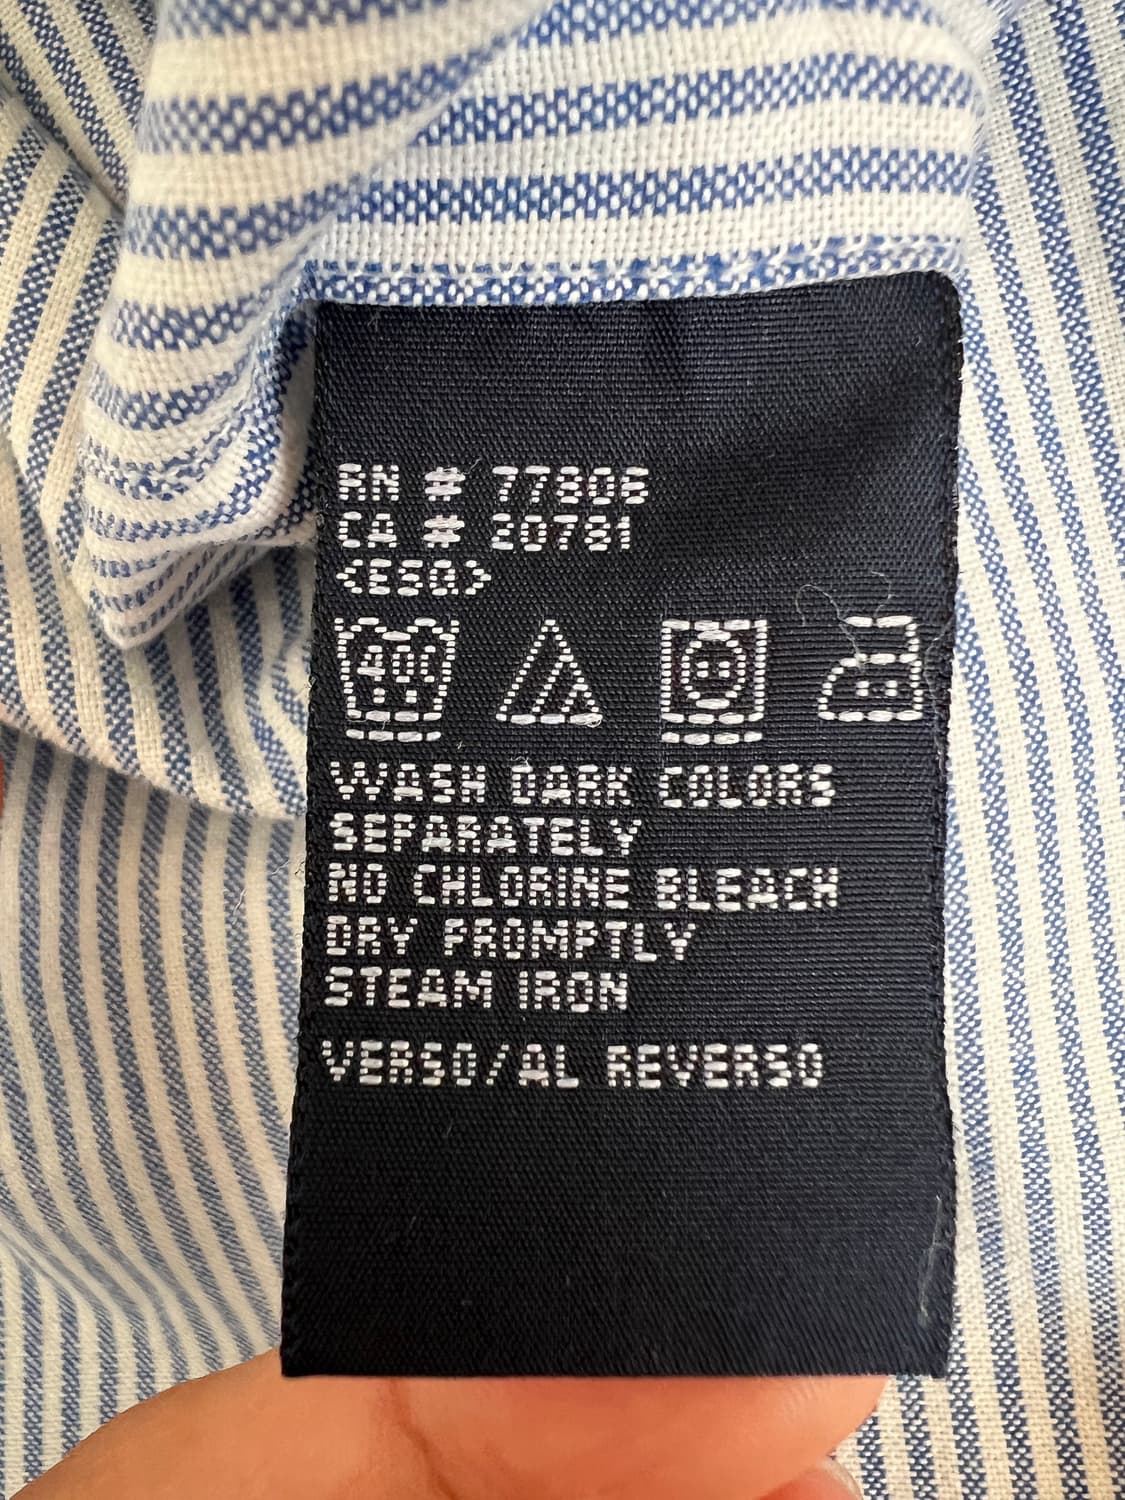 RN # 77806
CA # 20781
<ESQ>
40C
WASH DARK COLORS
SEPARATELY
NO CHLORINE BLEACH
DRY PROMPTLY
STEAM IRON
VERSO/AL REVERSO